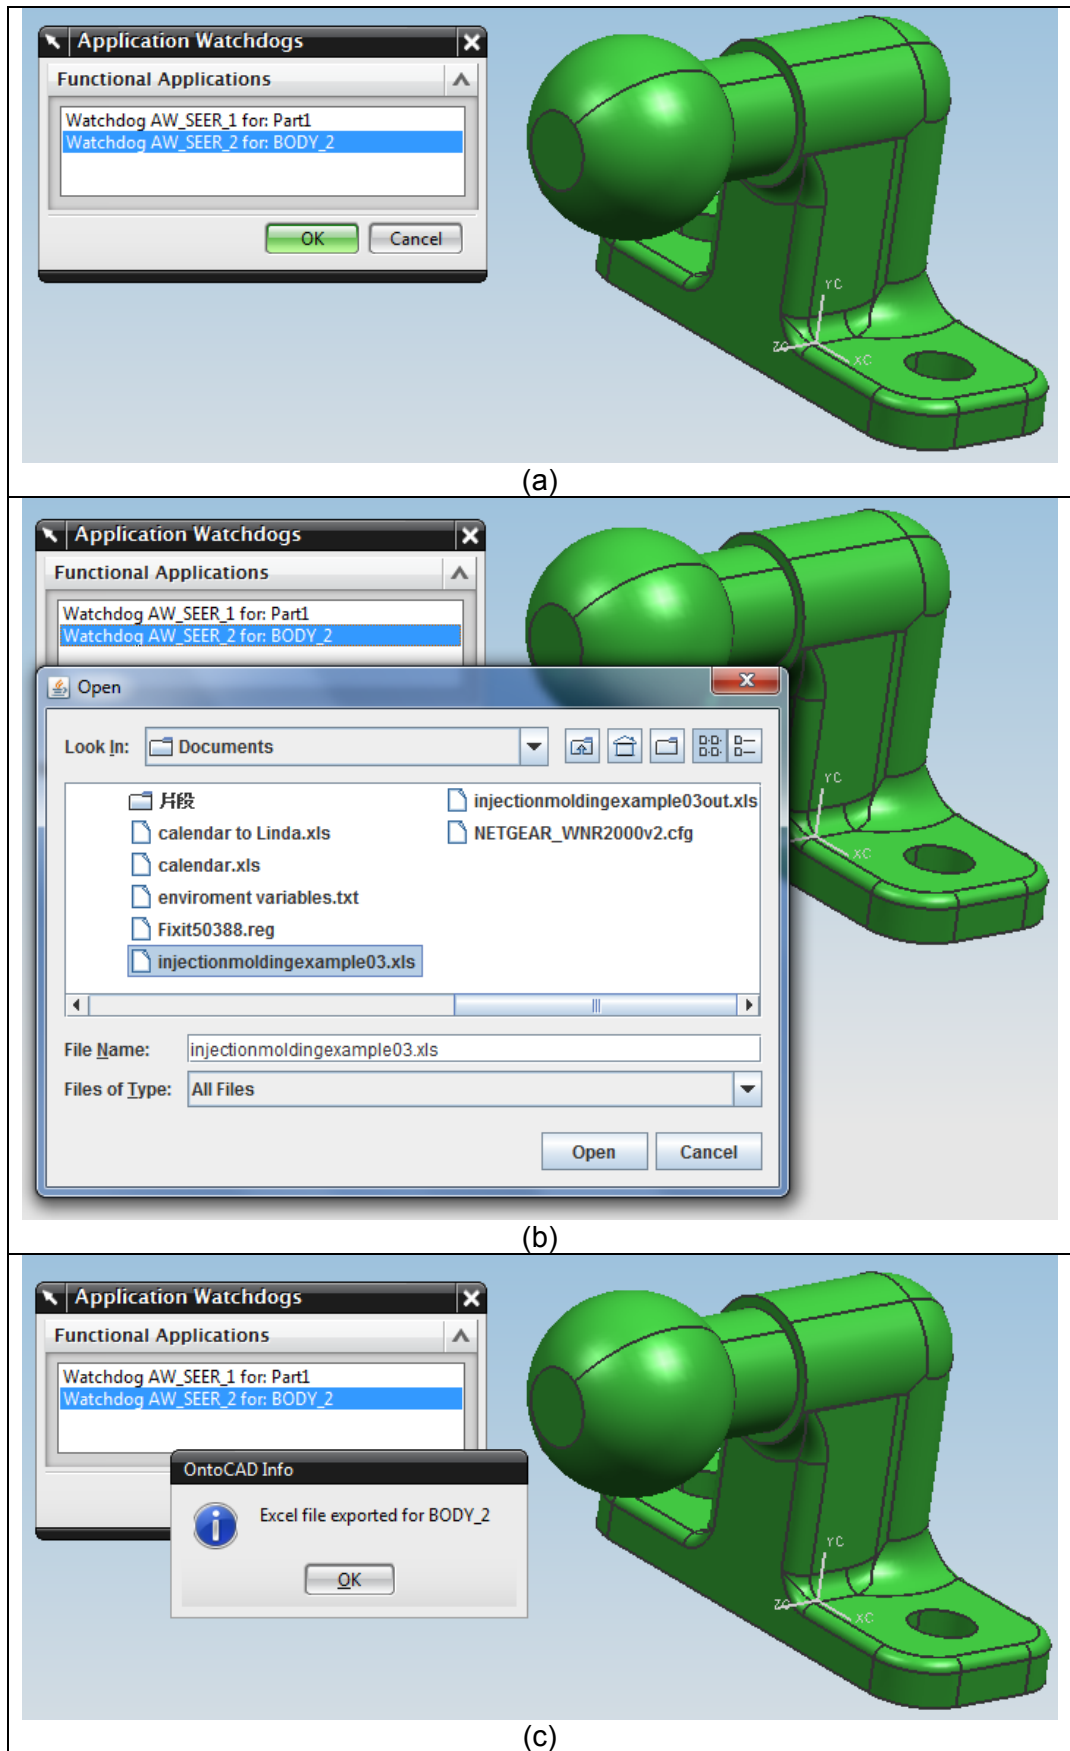 Application Watchdogs
Functional Applications
Watchdog AW_SEER_1 for: Part1
Watchdog AW_SEER_2 for: BODY_2
OK Cancel
YC
ZC
XC
(a)
Application Watchdogs
Functional Applications
Watchdog AW_SEER_1 for: Part1
Watchdog AW_SEER_2 for: BODY_2
Open
Look In: Documents
片段
calendar to Linda.xls
calendar.xls
enviroment variables.txt
Fixit50388.reg
injectionmoldingexample03.xls
injectionmoldingexample03out.xls
NETGEAR_WNR2000v2.cfg
File Name: injectionmoldingexample03.xls
Files of Type: All Files
Open Cancel
YC
XC
(b)
Application Watchdogs
Functional Applications
Watchdog AW_SEER_1 for: Part1
Watchdog AW_SEER_2 for: BODY_2
OntoCAD Info
Excel file exported for BODY_2
OK
YC
ZC
XC
(c)